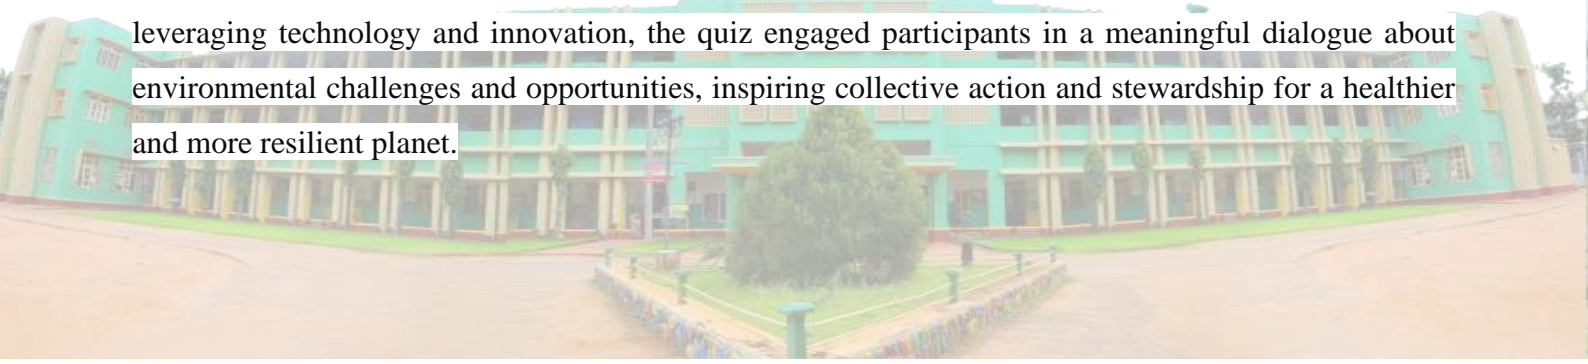 leveraging technology and innovation, the quiz engaged participants in a meaningful dialogue about
environmental challenges and opportunities, inspiring collective action and stewardship for a healthier
and more resilient planet.